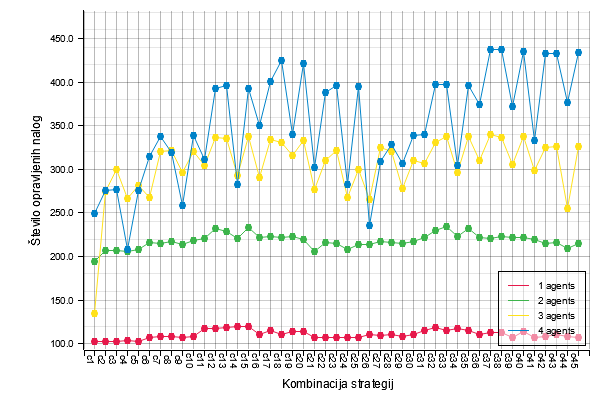 450.0
400.0
350.0
300.0
250.0
200.0
150.0
100.0
Število opravljenih nalog
1 agents
2 agents
3 agents
4 agents
c1 c2 c3 c4 c5 c6 c7 c8 c9 c10 c11 c12 c13 c14 c15 c16 c17 c18 c19 c20 c21 c22 c23 c24 c25 c26 c27 c28 c29 c30 c31 c32 c33 c34 c35 c36 c37 c38 c39 c40 c41 c42 c43 c44 c45
Kombinacija strategij